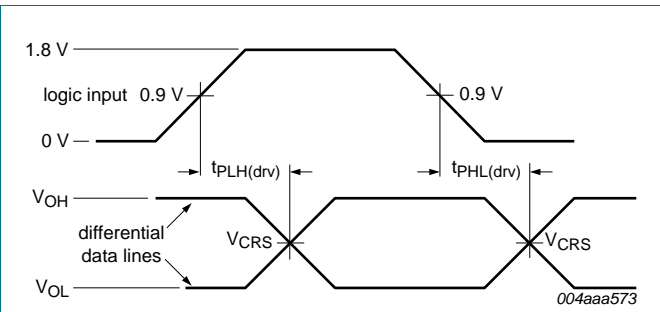 1.8 V
logic input 0.9 V
0.9 V
0 V
tPLH(drv)
tPHL(drv)
VOH
differential
data lines
VCRS
VCRS
VOL
004aaa573